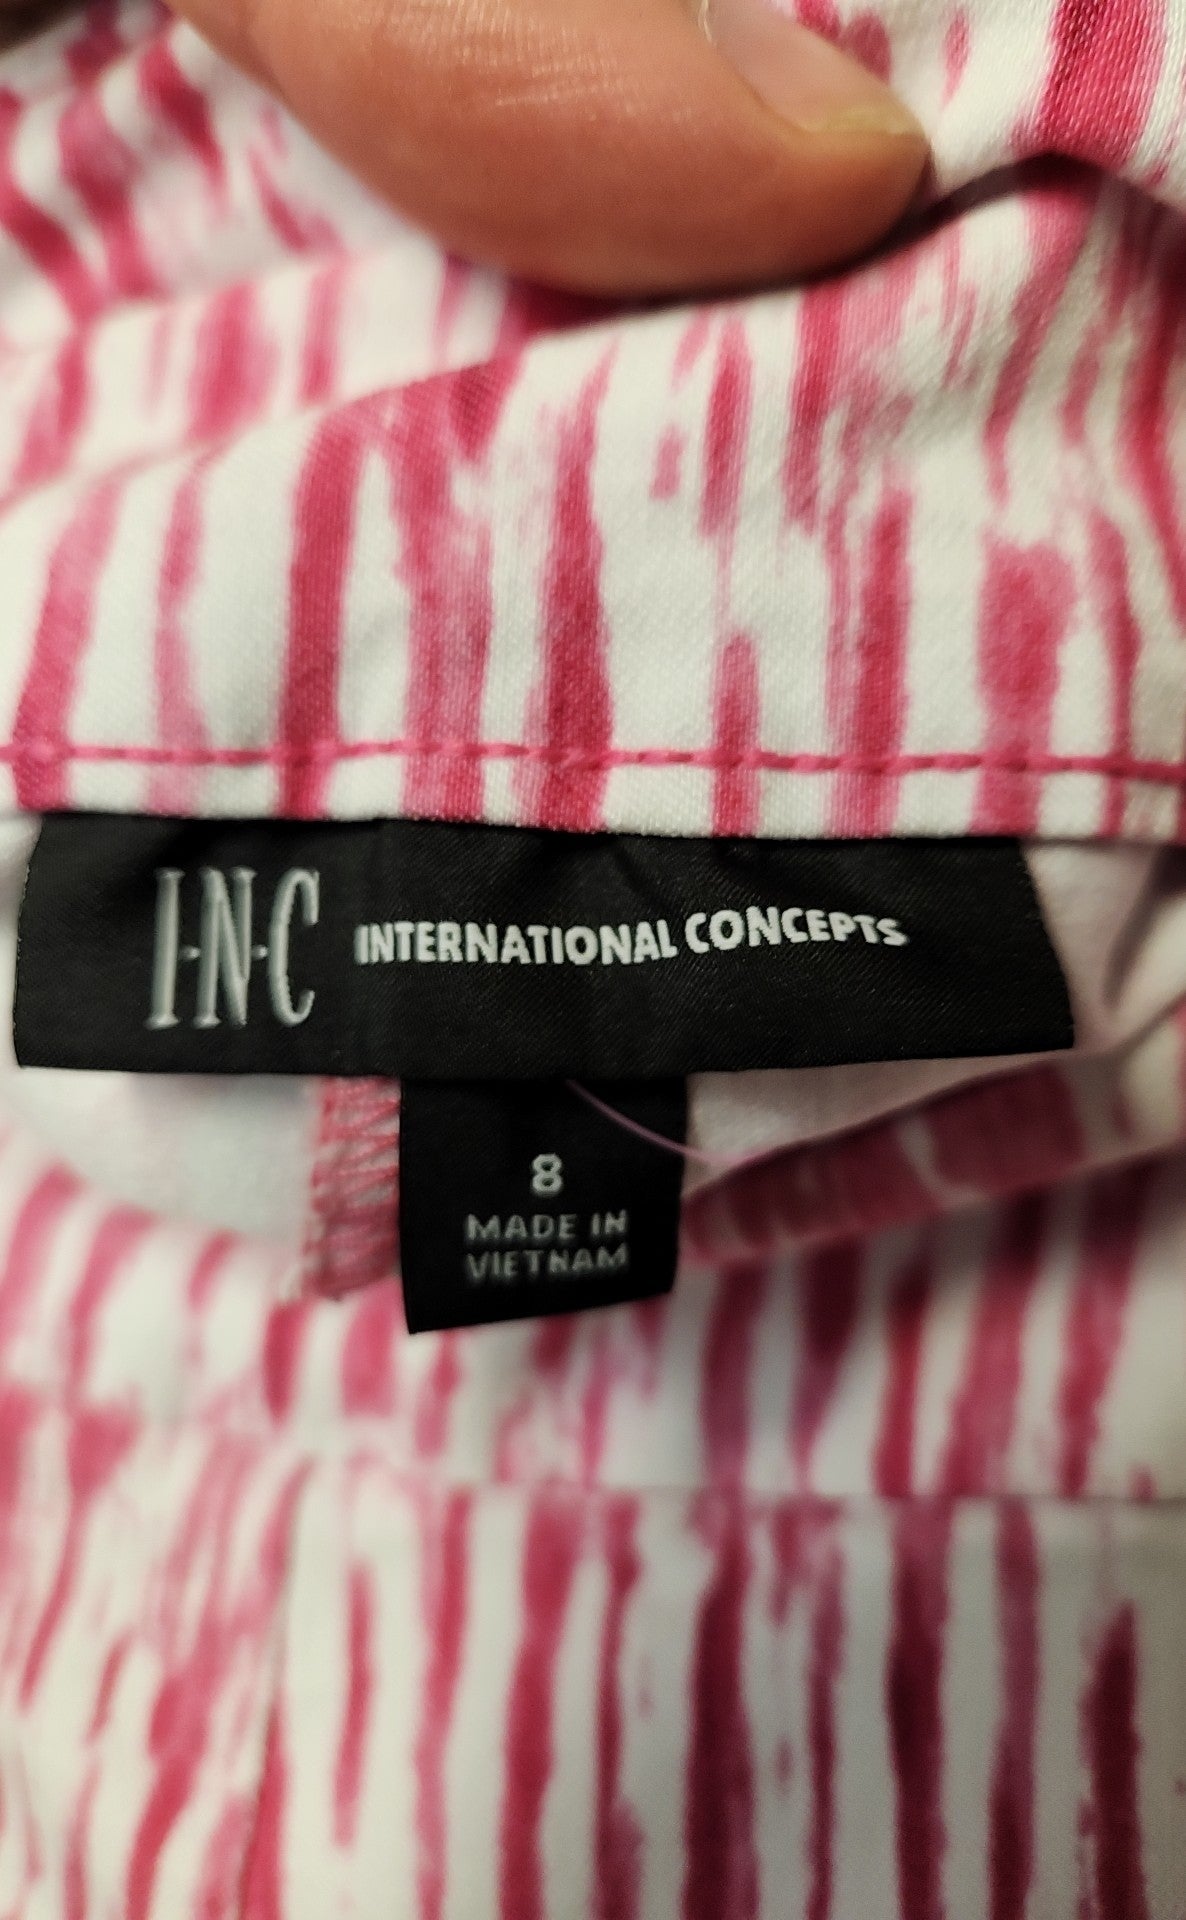 I·N·C INTERNATIONAL CONCEPTS
8
MADE IN
VIETNAM